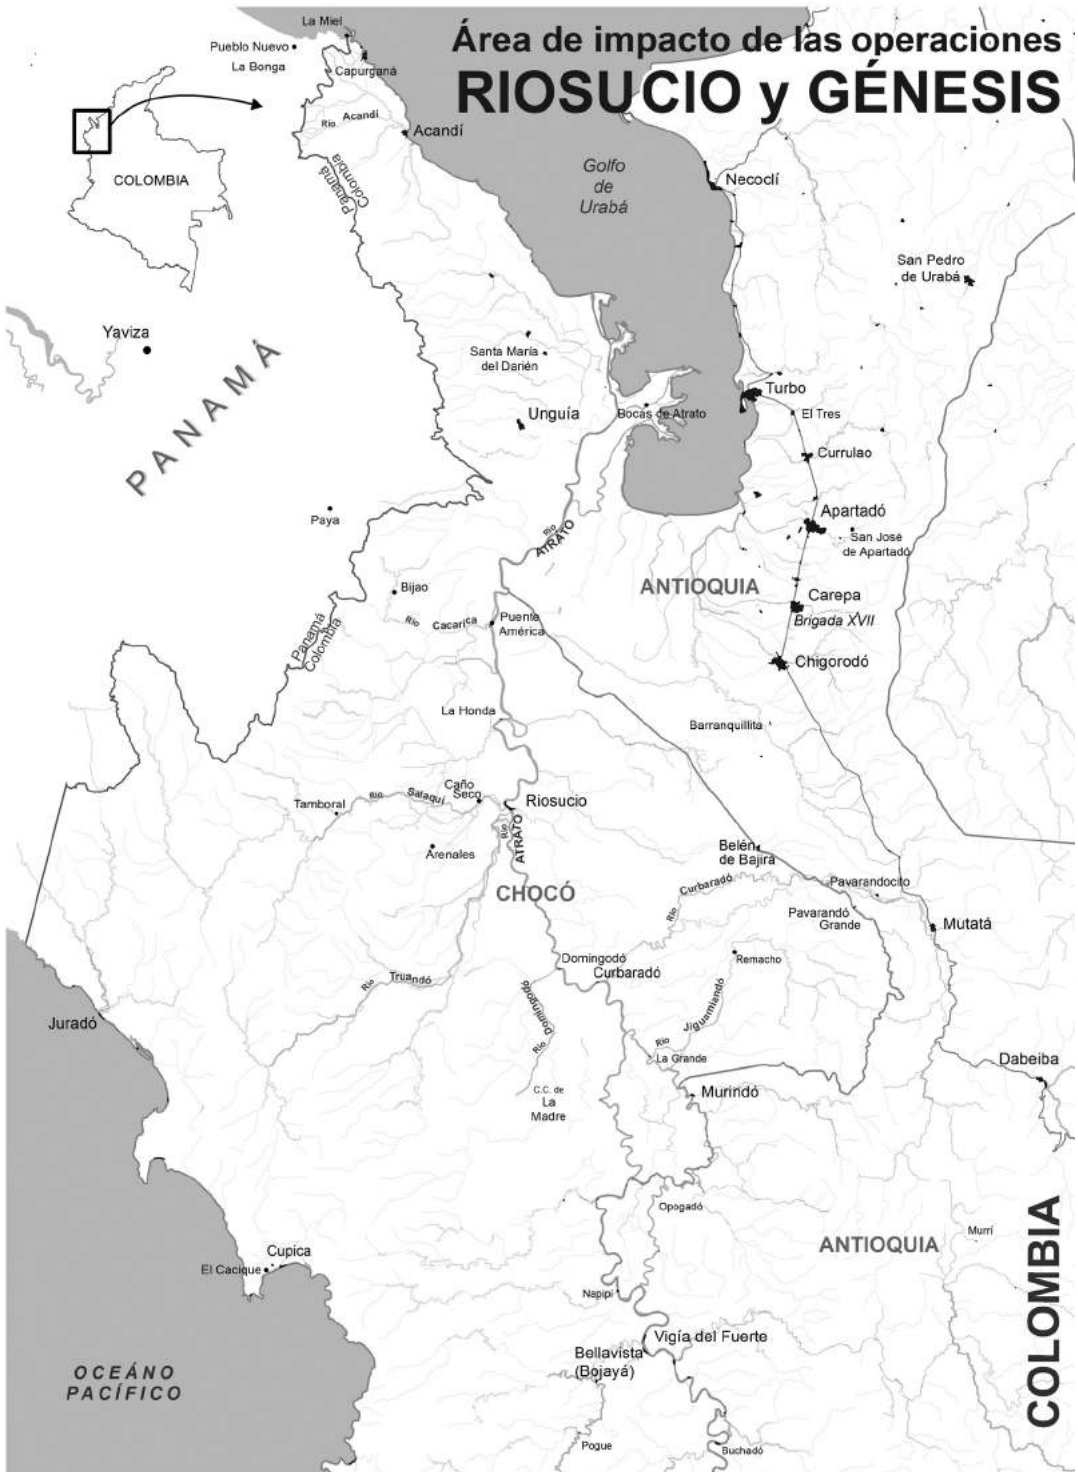 Área de impacto de las operaciones
RIOSUCIO y GÉNESIS
La Miel
Pueblo Nuevo
La Bonga
Capurganá
Río Acandí
Acandí
COLOMBIA
Panamá
Colombia
Golfo
de
Urabá
Necoclí
San Pedro
de Urabá
Yaviza
PANAMÁ
Santa María
del Darién
Unguía
Bocas de Atrato
Turbo
El Tres
Currulao
Paya
Río
ATRATO
Apartadó
San José
de Apartadó
ANTIOQUIA
Bijao
Carepa
Brigada XVII
Río Cacarica
Puente
América
Panamá
Colombia
Chigorodó
La Honda
Barranquillita
Tamboral
Río Salaquí
Caño
Seco
Riosucio
Río
ATRATO
Arenales
Belén
de Bajirá
CHOCÓ
Río Curbaradó
Pavarandocito
Pavarandó
Grande
Mutatá
Domingodó
Curbaradó
Remacho
Río Truandó
Río Domingodó
Río Jiguamiandó
Juradó
La Grande
Dabeiba
C.C. de
La
Madre
Murindó
Opogadó
Murrí
ANTIOQUIA
COLOMBIA
Cupica
El Cacique
Napipí
Vigía del Fuerte
Bellavista
(Bojayá)
OCEÁNO
PACÍFICO
Pogue
Buchadó